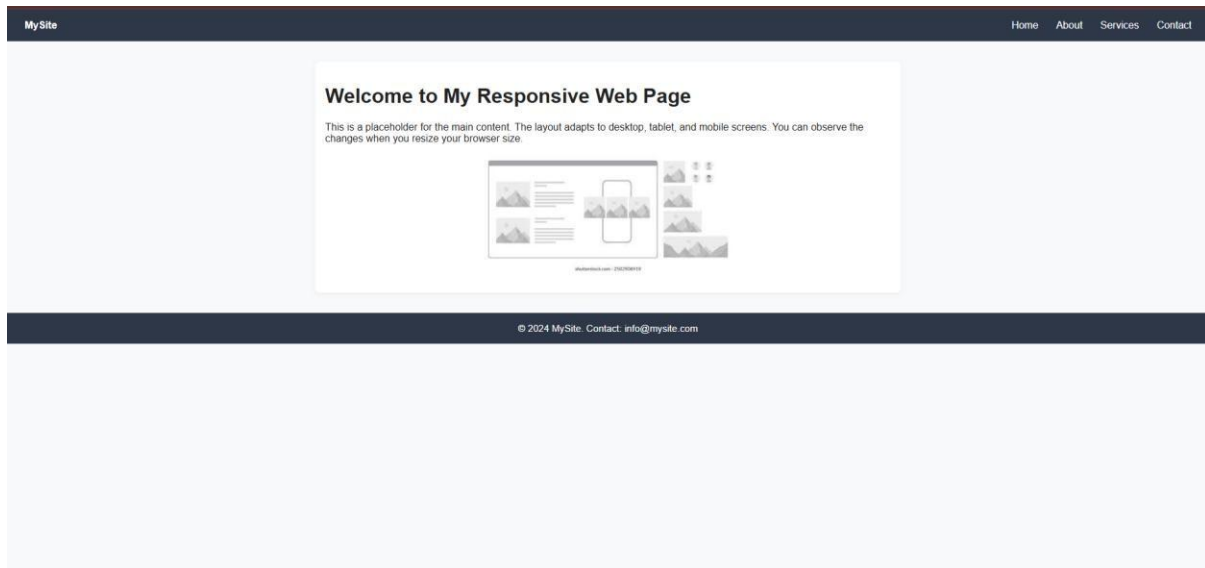 MySite
Home About Services Contact
Welcome to My Responsive Web Page
This is a placeholder for the main content. The layout adapts to desktop, tablet, and mobile screens. You can observe the
changes when you resize your browser size.
© 2024 MySite. Contact: info@mysite.com